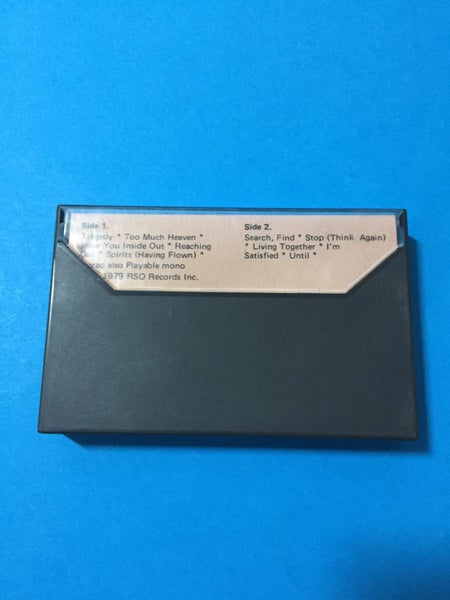 Side 1.
Tragedy * Too Much Heaven *
Love You Inside Out * Reaching
Out * Spirits (Having Flown) *
also Playable mono
1979 RSO Records Inc.
Side 2.
Search, Find * Stop (Think Again)
* Living Together * I'm
Satisfied * Until *